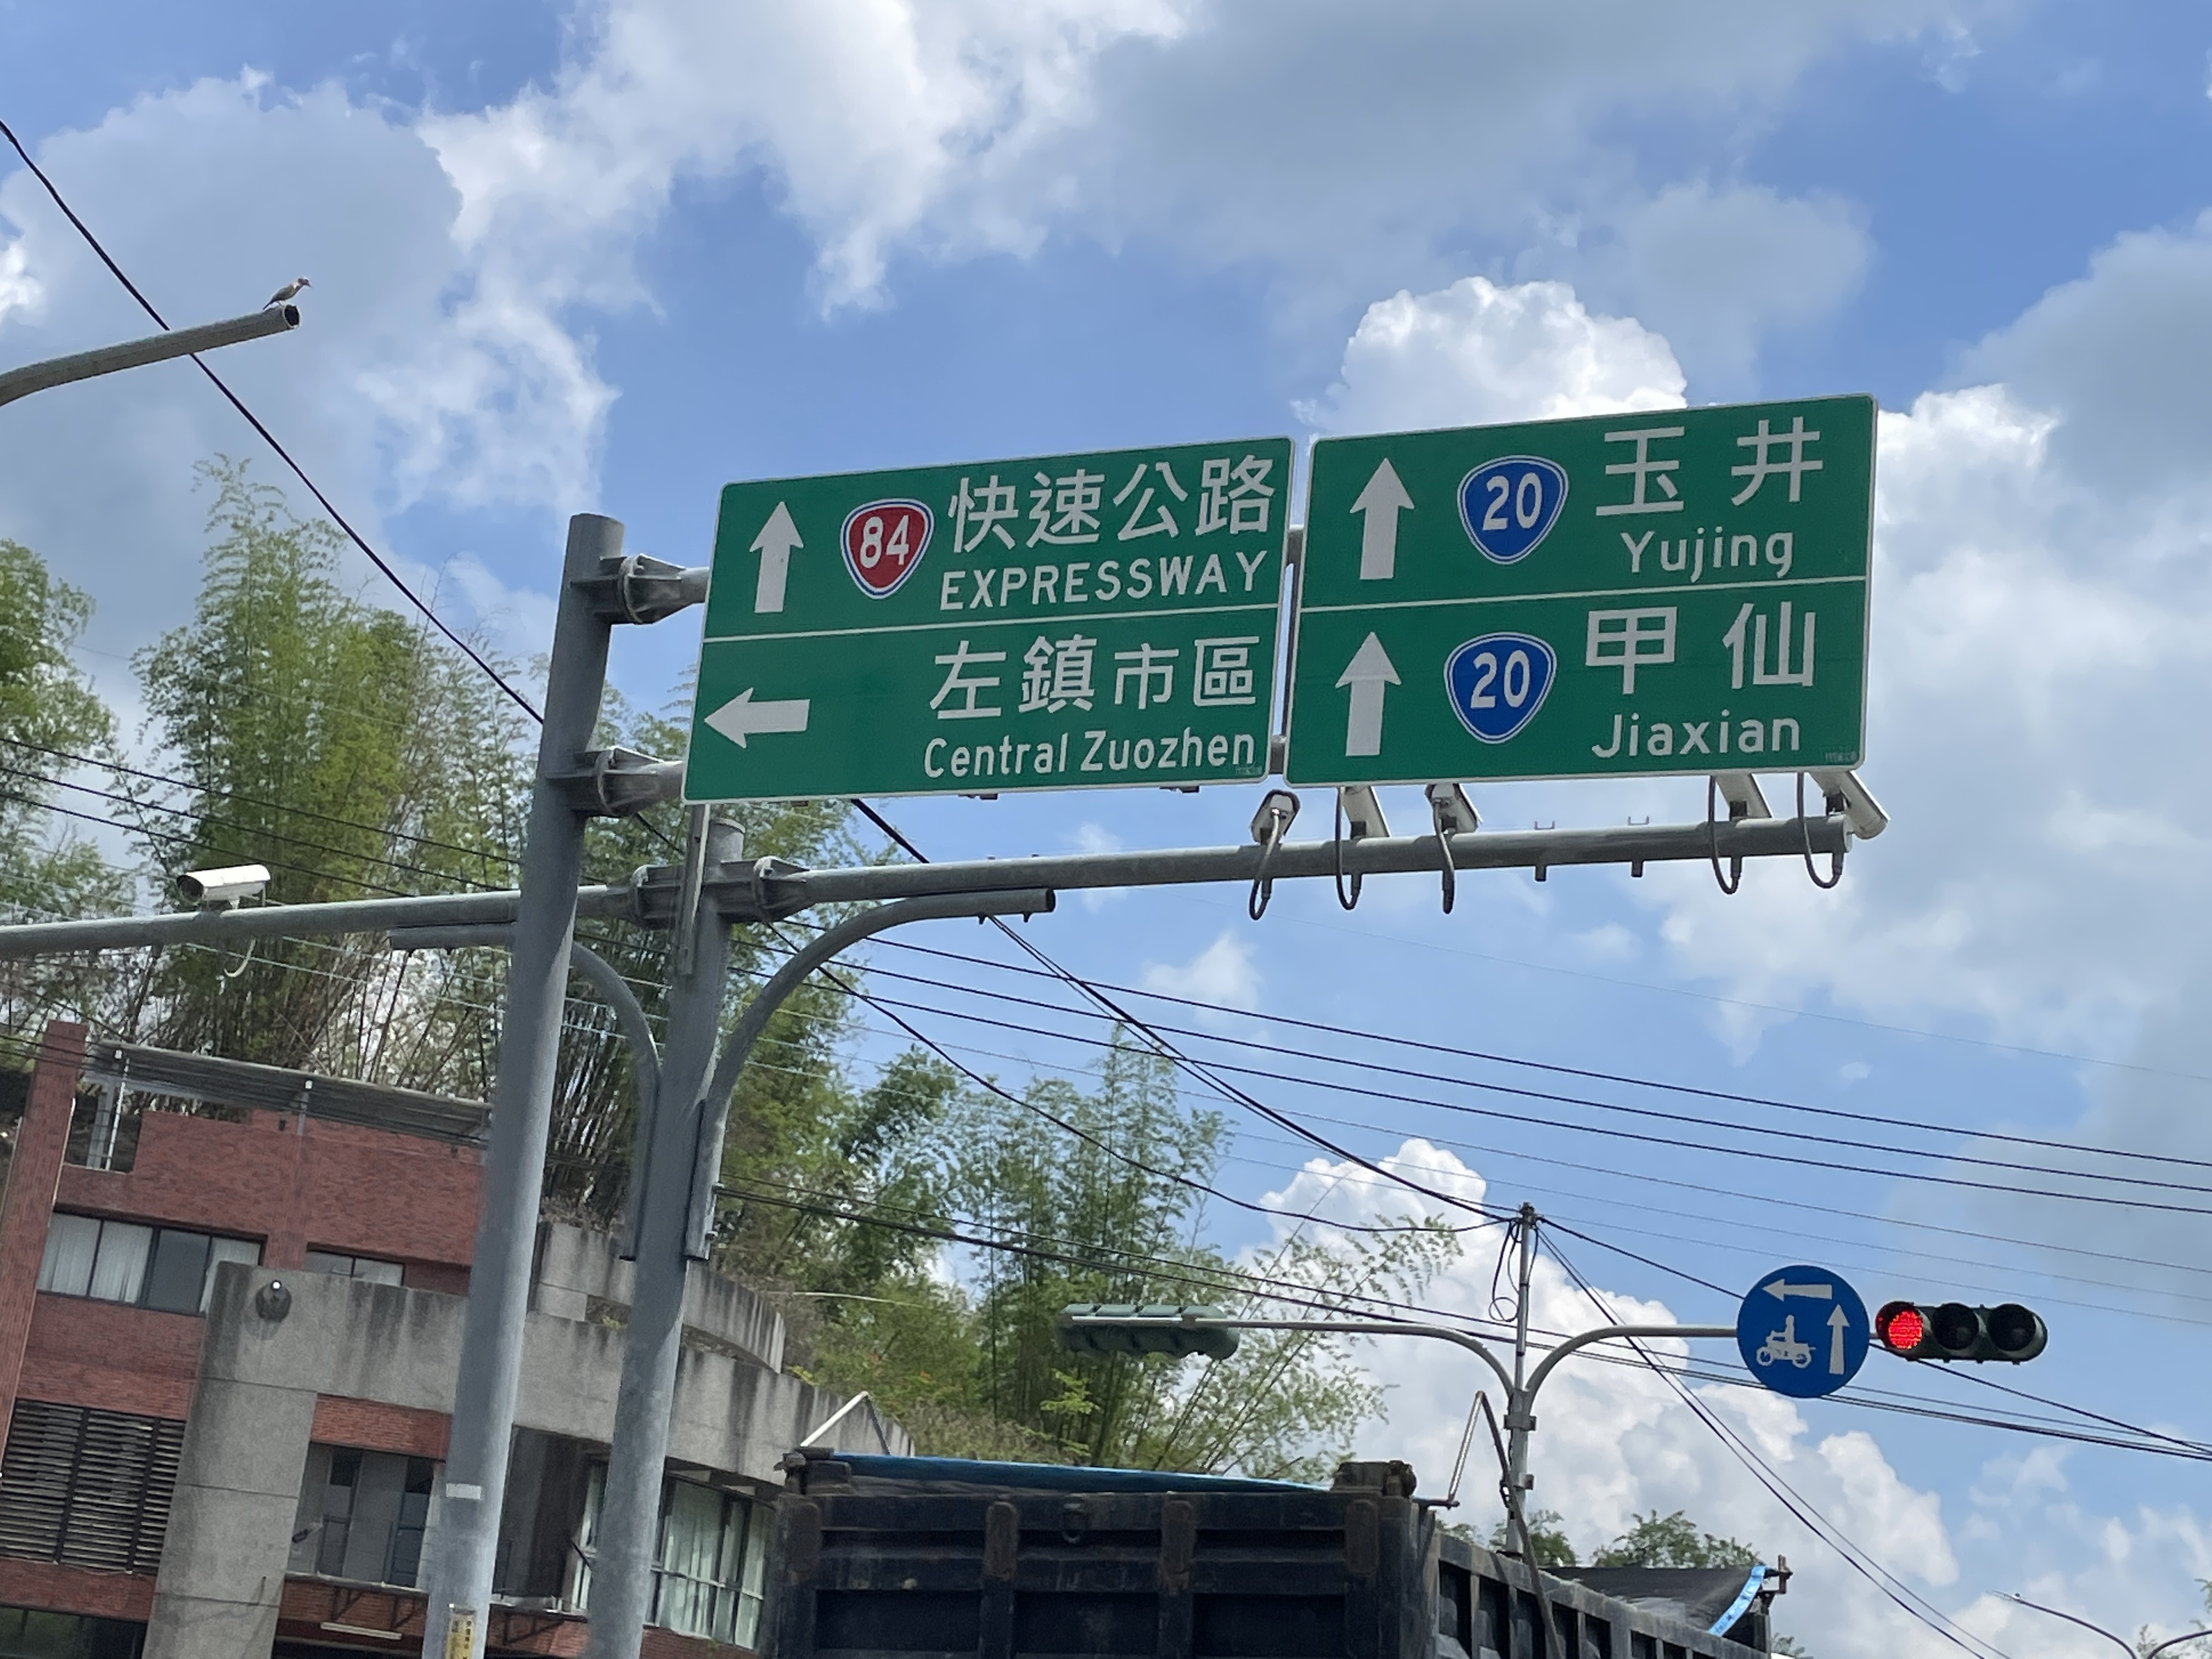 84 快速公路
EXPRESSWAY
左鎮市區
Central Zuozhen
20 玉井
Yujing
20 甲仙
Jiaxian